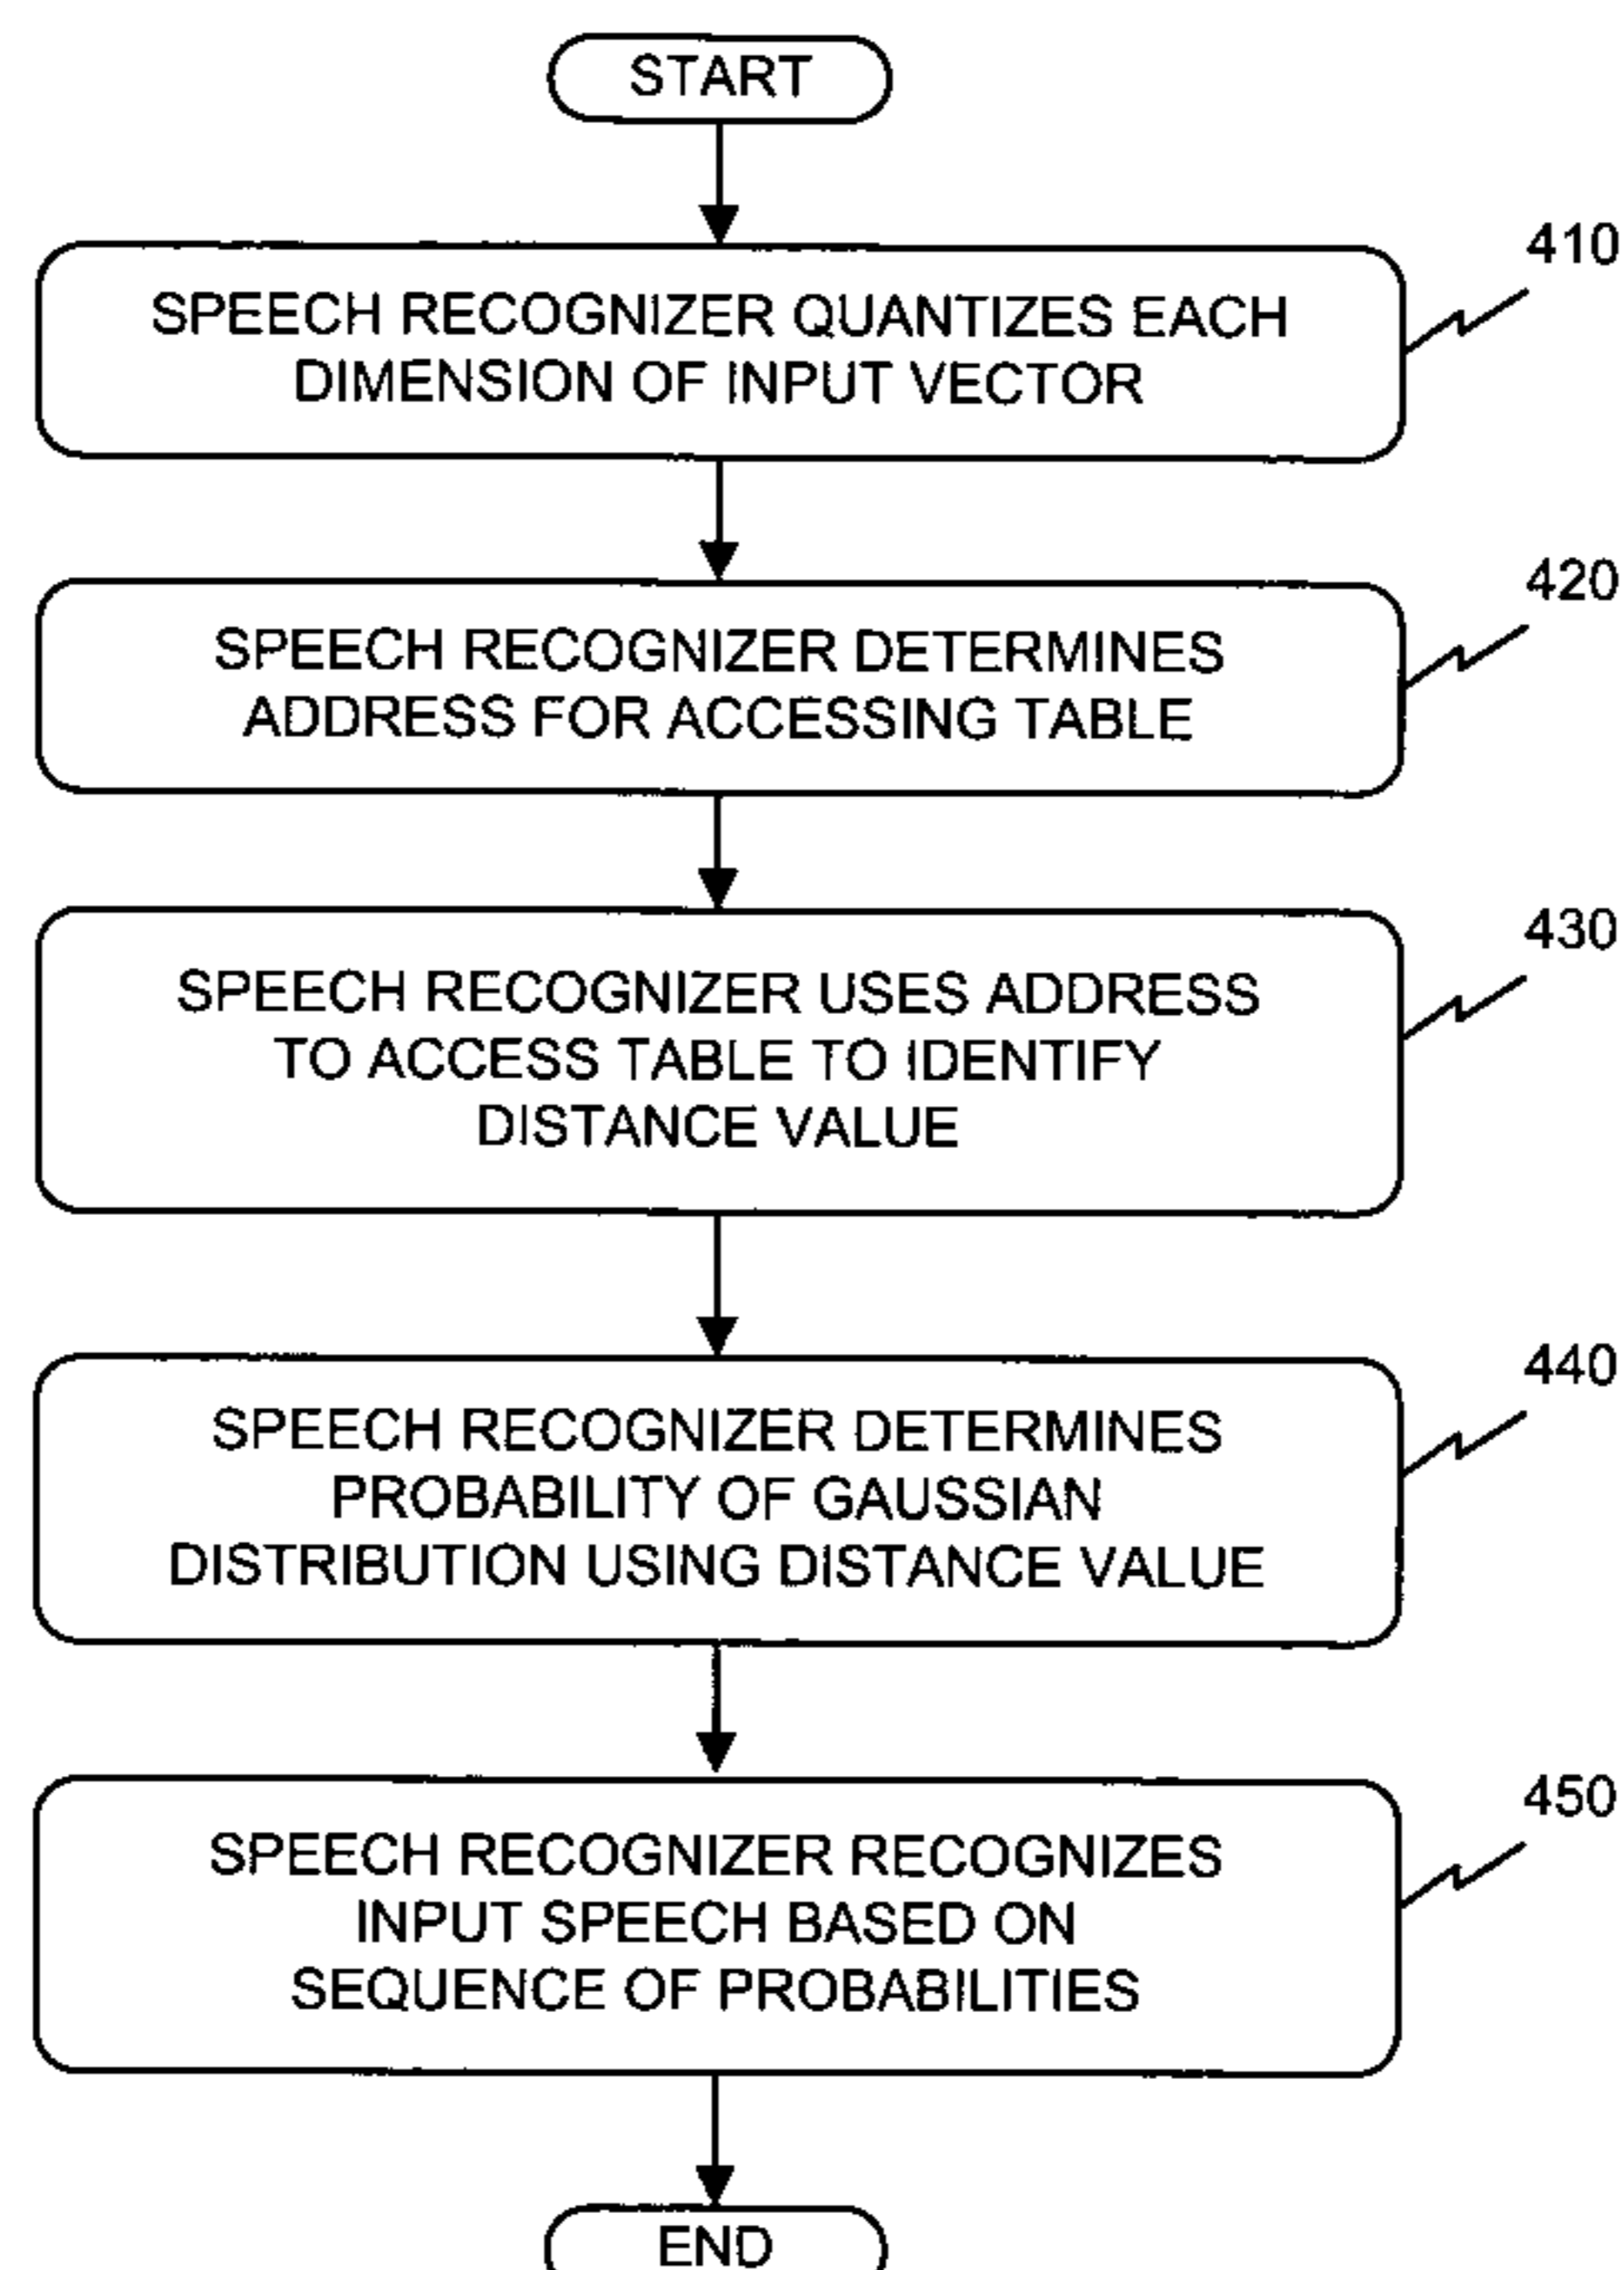 START
410
SPEECH RECOGNIZER QUANTIZES EACH
DIMENSION OF INPUT VECTOR
420
SPEECH RECOGNIZER DETERMINES
ADDRESS FOR ACCESSING TABLE
430
SPEECH RECOGNIZER USES ADDRESS
TO ACCESS TABLE TO IDENTIFY
DISTANCE VALUE
440
SPEECH RECOGNIZER DETERMINES
PROBABILITY OF GAUSSIAN
DISTRIBUTION USING DISTANCE VALUE
450
SPEECH RECOGNIZER RECOGNIZES
INPUT SPEECH BASED ON
SEQUENCE OF PROBABILITIES
END